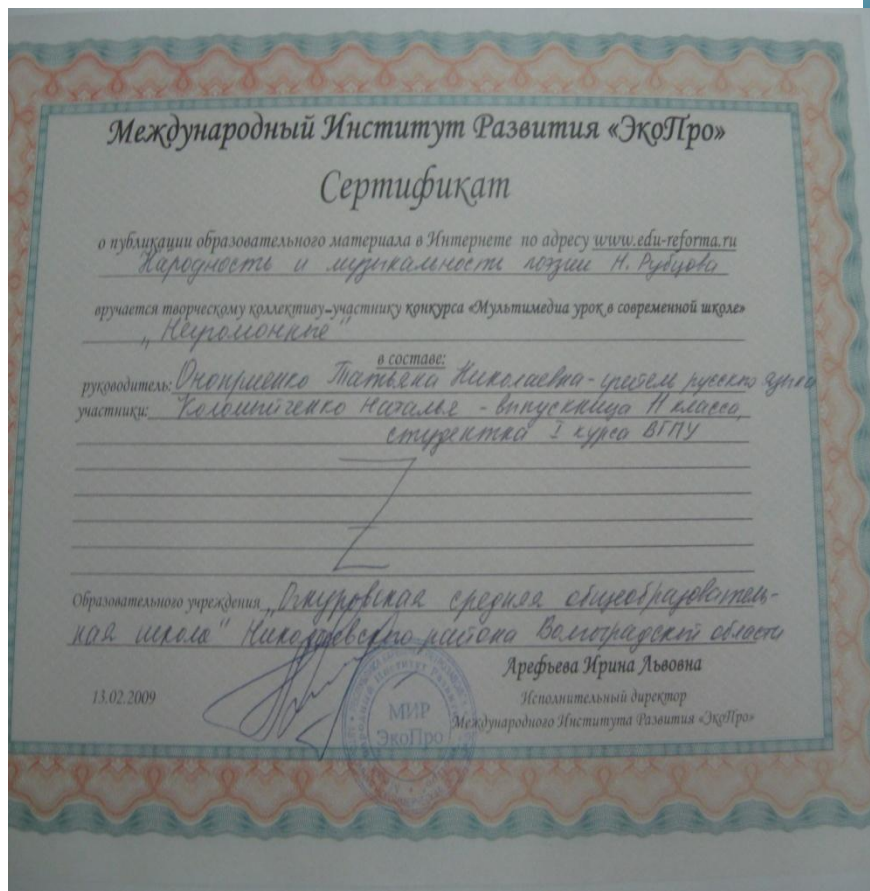 Международный Институт Развития «ЭкоПро»
Сертификат
о публикации образовательного материала в Интернете по адресу www.edu-reforma.ru
Народность и музыкальность поэзии Н. Рубцова
вручается творческому коллективу-участнику конкурса «Мультимедиа урок в современной школе»
„Неугомонные"
в составе:
руководитель: Оноприенко Татьяна Николаевна - учитель русского языка
участники: Коломыйченко Наталья - выпускница 11 класса,
студентка I курса ВГПУ
Образовательного учреждения „Очкуровская средняя общеобразователь-
ная школа" Николаевского района Волгоградской области
Арефьева Ирина Львовна
13.02.2009
Исполнительный директор
Международного Института Развития «ЭкоПро»
МИР
ЭкоПро